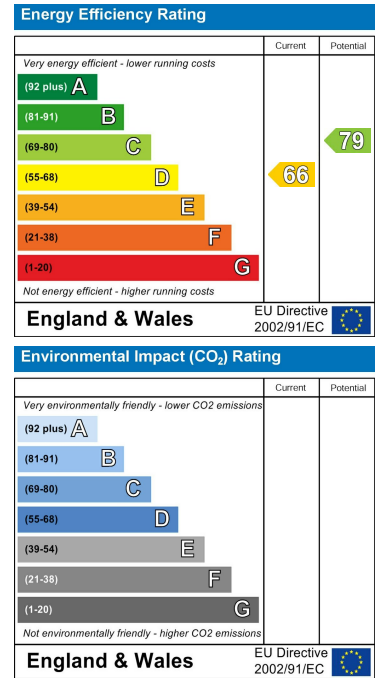 Energy Efficiency Rating
Current Potential
Very energy efficient - lower running costs
(92 plus) A
(81-91) B
(69-80) C
79
(55-68) D
66
(39-54) E
(21-38) F
(1-20) G
Not energy efficient - higher running costs
England & Wales
EU Directive
2002/91/EC
Environmental Impact (CO₂) Rating
Current Potential
Very environmentally friendly - lower CO2 emissions
(92 plus) A
(81-91) B
(69-80) C
(55-68) D
(39-54) E
(21-38) F
(1-20) G
Not environmentally friendly - higher CO2 emissions
England & Wales
EU Directive
2002/91/EC